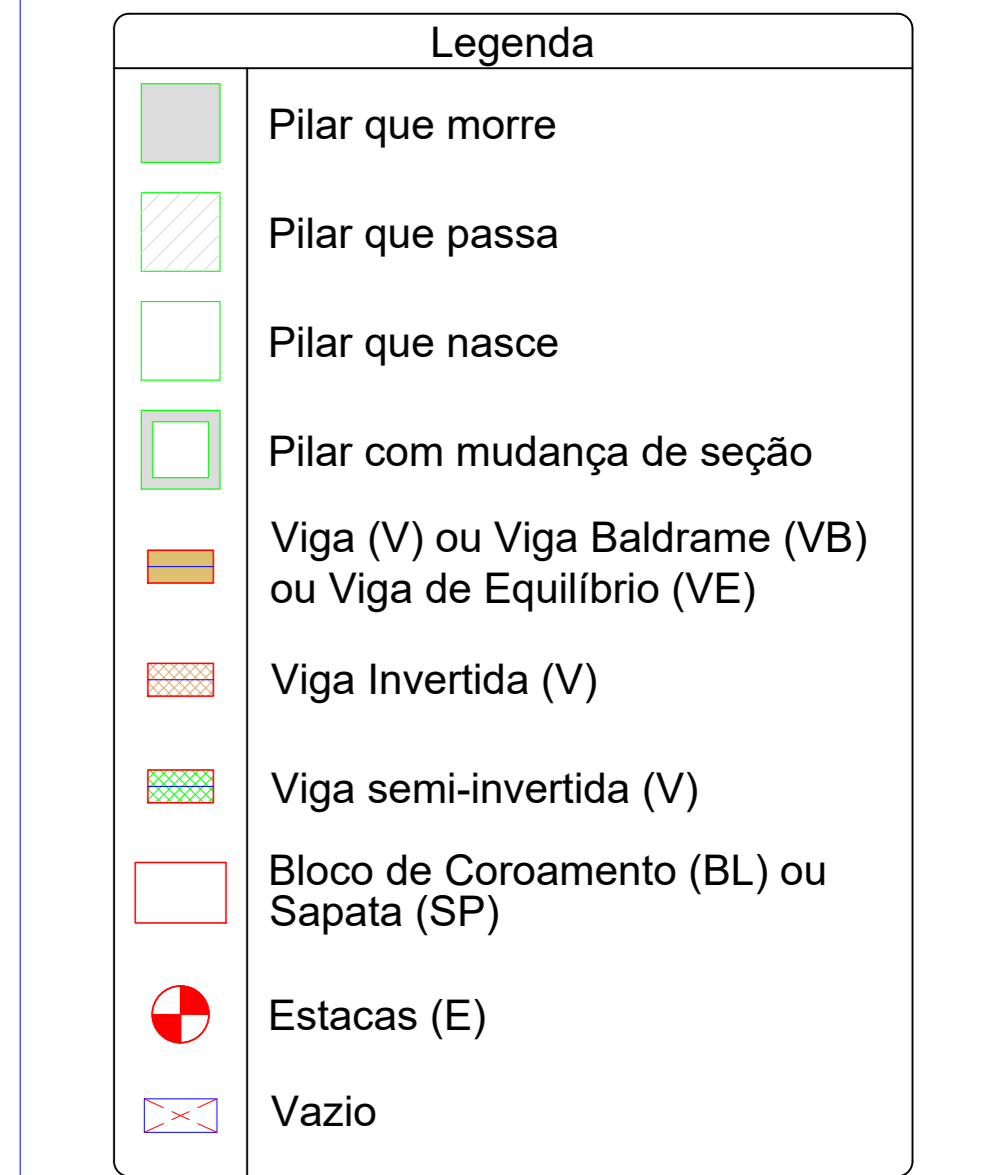 Legenda
Pilar que morre
Pilar que passa
Pilar que nasce
Pilar com mudança de seção
Viga (V) ou Viga Baldrame (VB)
ou Viga de Equilíbrio (VE)
Viga Invertida (V)
Viga semi-invertida (V)
Bloco de Coroamento (BL) ou
Sapata (SP)
Estacas (E)
Vazio